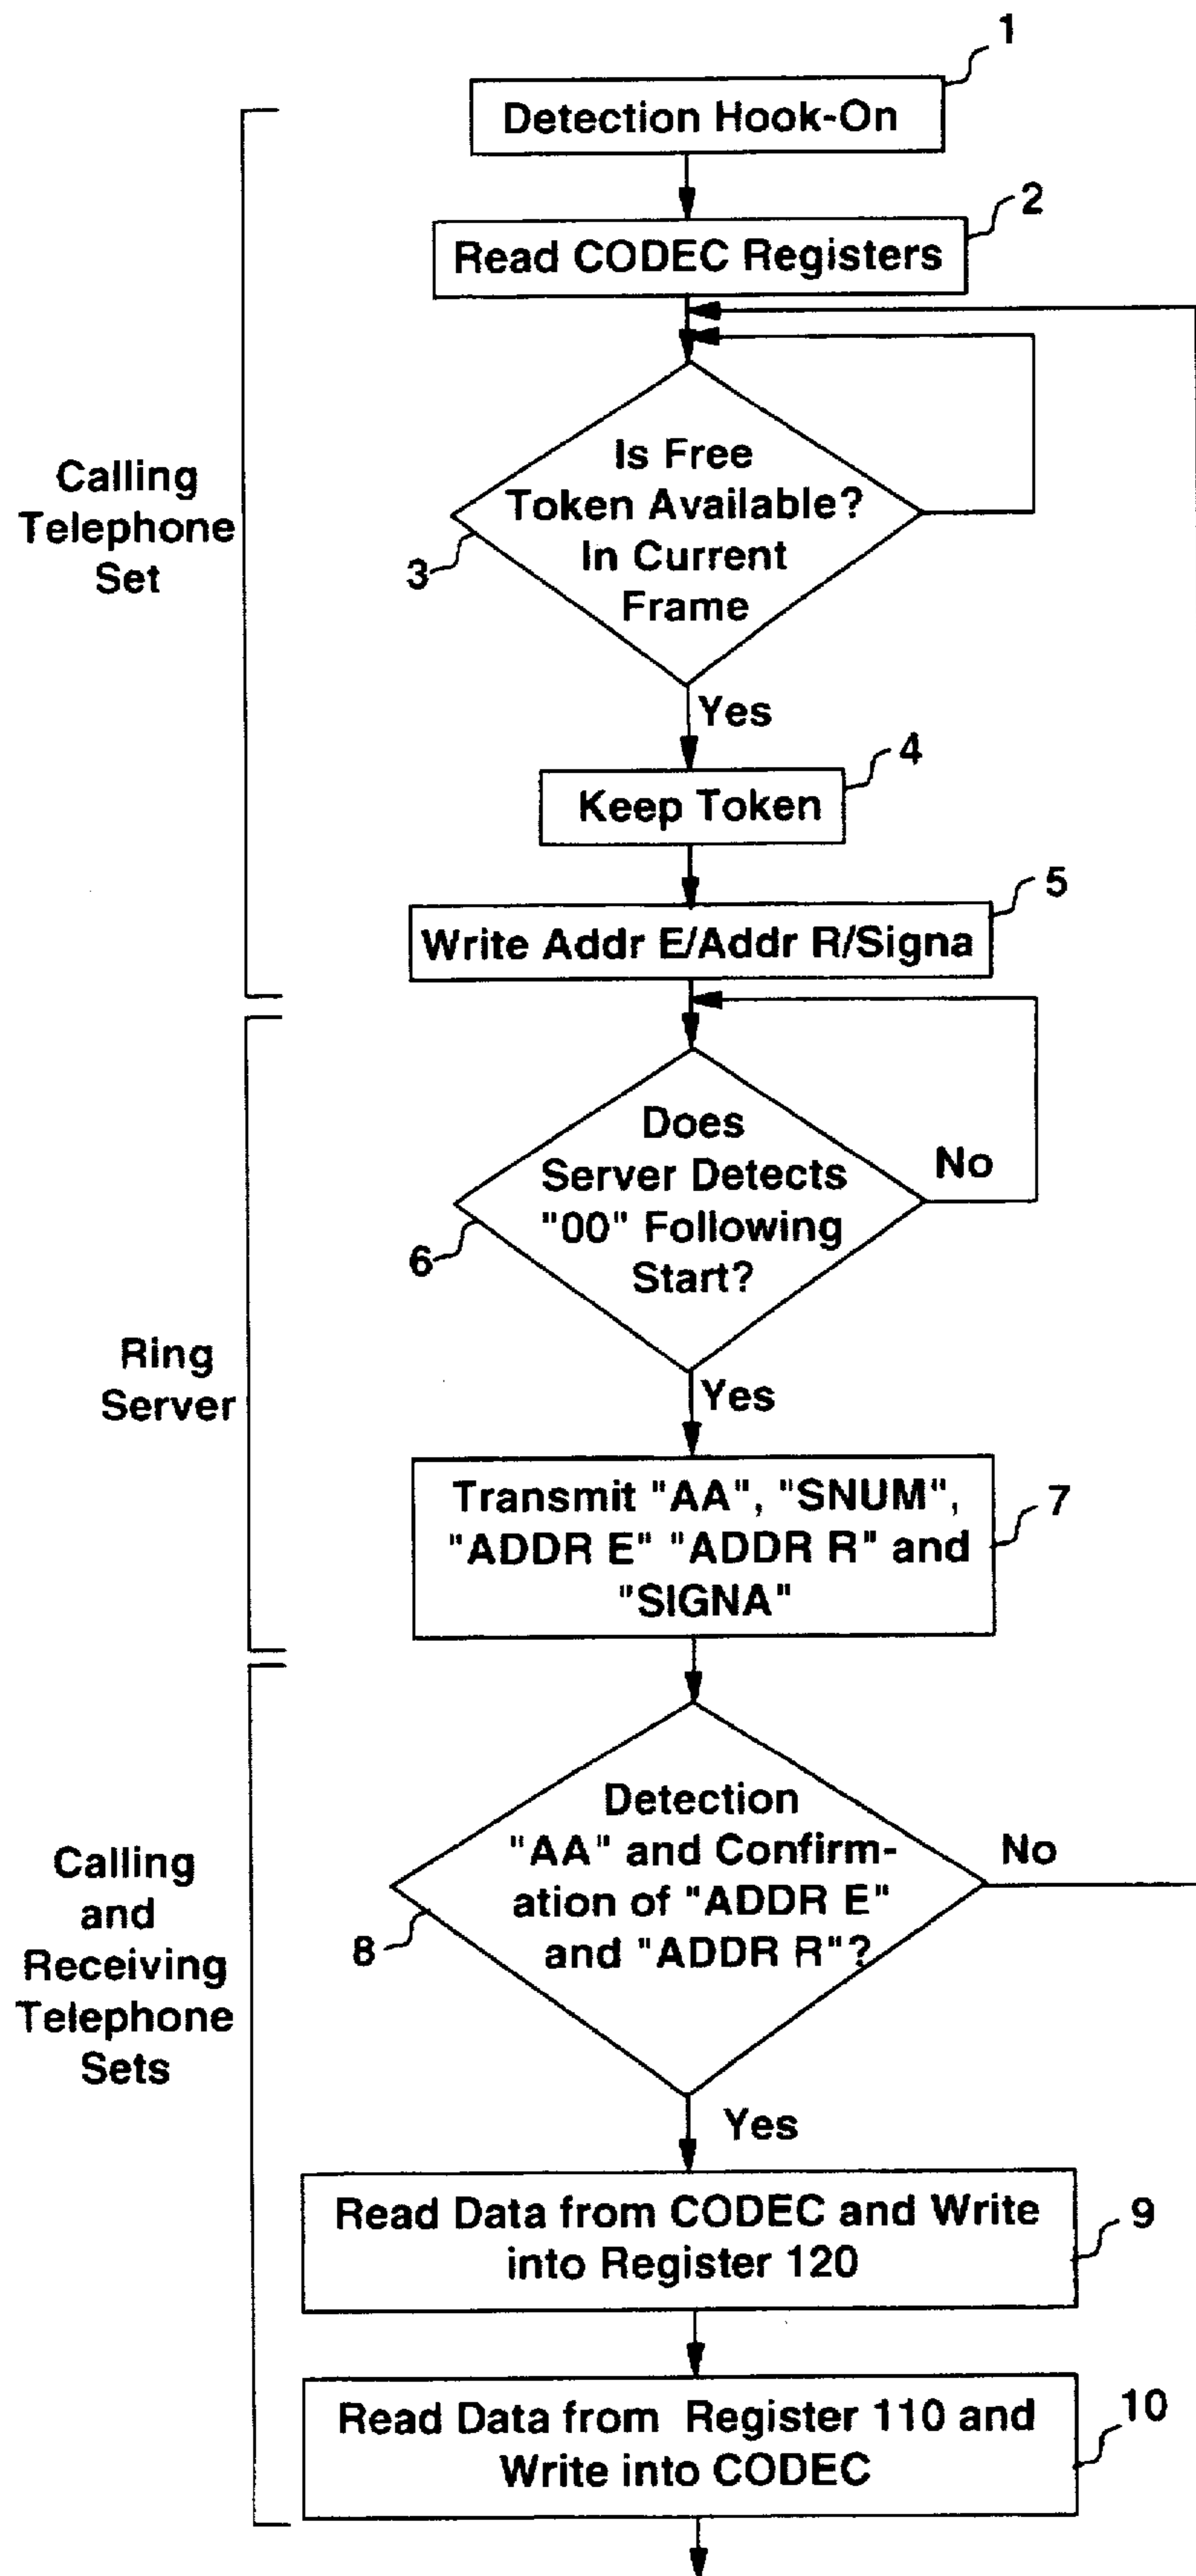 1
Detection Hook-On
2
Read CODEC Registers
Calling
Telephone
Set
Is Free
Token Available?
In Current
Frame
3
Yes
4
Keep Token
5
Write Addr E/Addr R/Signa
Ring
Server
Does
Server Detects
"00" Following
Start?
No
6
Yes
Transmit "AA", "SNUM",
"ADDR E" "ADDR R" and
"SIGNA"
7
Calling
and
Receiving
Telephone
Sets
Detection
"AA" and Confirm-
ation of "ADDR E"
and "ADDR R"?
No
8
Yes
Read Data from CODEC and Write
into Register 120
9
Read Data from Register 110 and
Write into CODEC
10